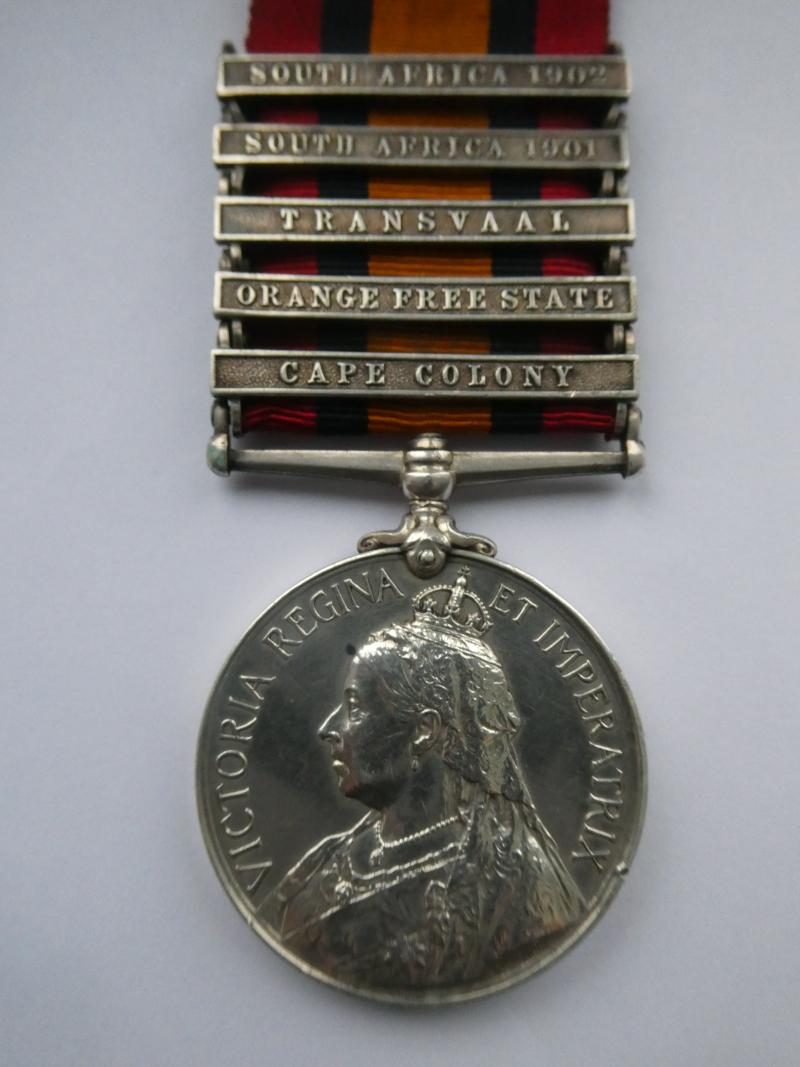 SOUTH AFRICA 1902
SOUTH AFRICA 1901
TRANSVAAL
ORANGE FREE STATE
CAPE COLONY
VICTORIA REGINA ET IMPERATRIX